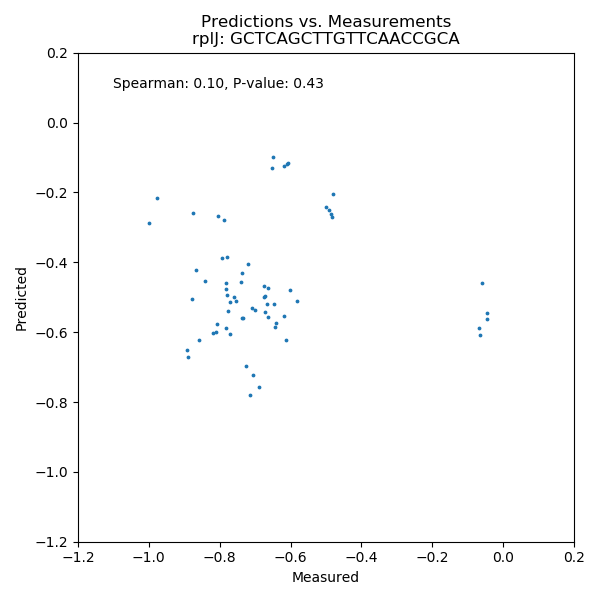 Predictions vs. Measurements
rplJ: GCTCAGCTTGTTCAACCGCA
0.2
Spearman: 0.10, P-value: 0.43
0.0
−0.2
−0.4
−0.6
−0.8
−1.0
−1.2
Predicted
−1.2 −1.0 −0.8 −0.6 −0.4 −0.2 0.0 0.2
Measured